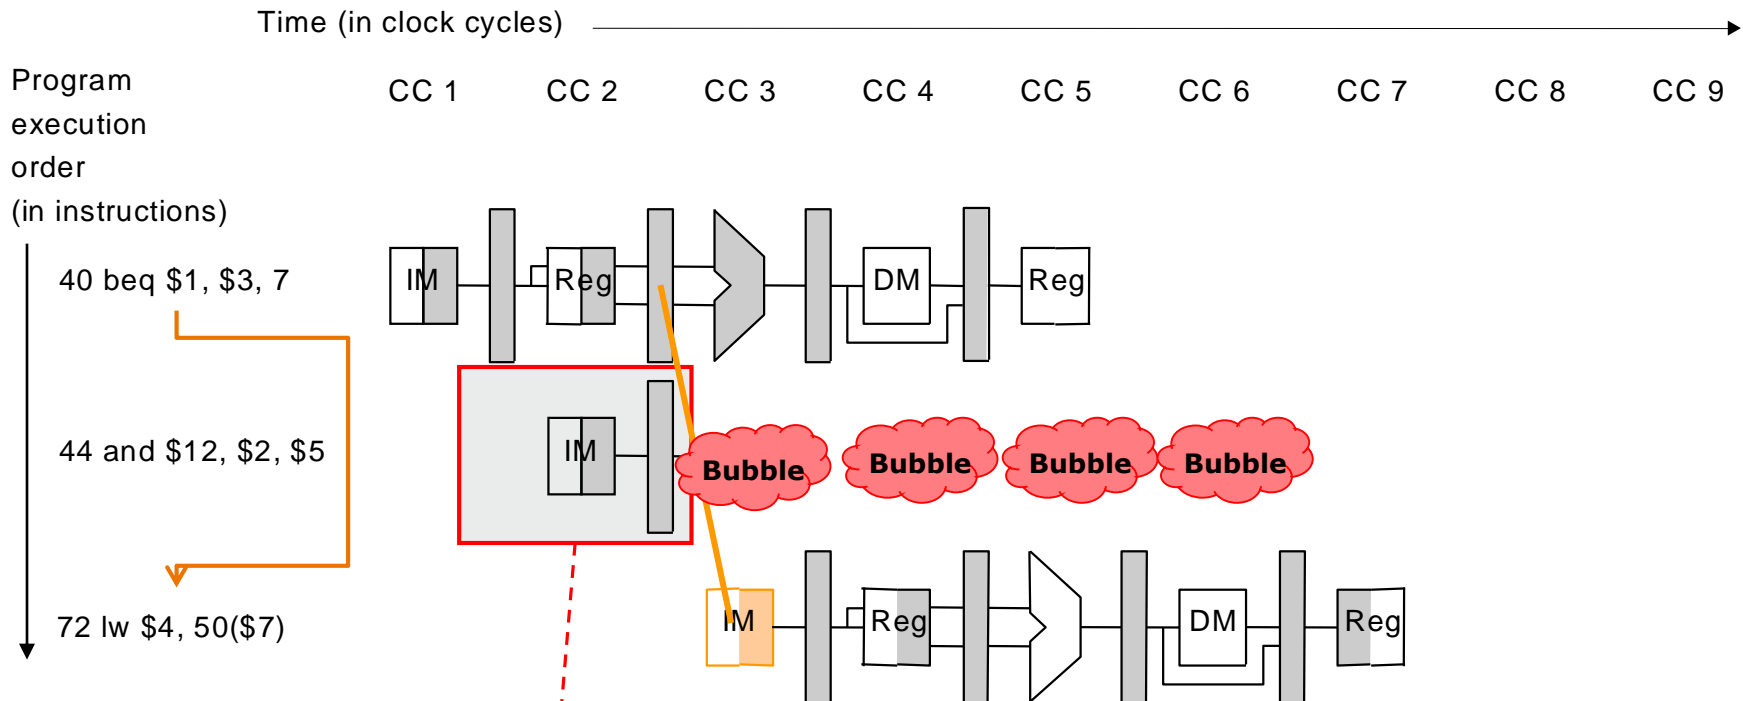 Time (in clock cycles)
Program
execution
order
(in instructions)
CC 1 CC 2 CC 3 CC 4 CC 5 CC 6 CC 7 CC 8 CC 9
40 beq $1, $3, 7
IM Reg DM Reg
44 and $12, $2, $5
IM Bubble Bubble Bubble Bubble
72 lw $4, 50($7)
IM Reg DM Reg